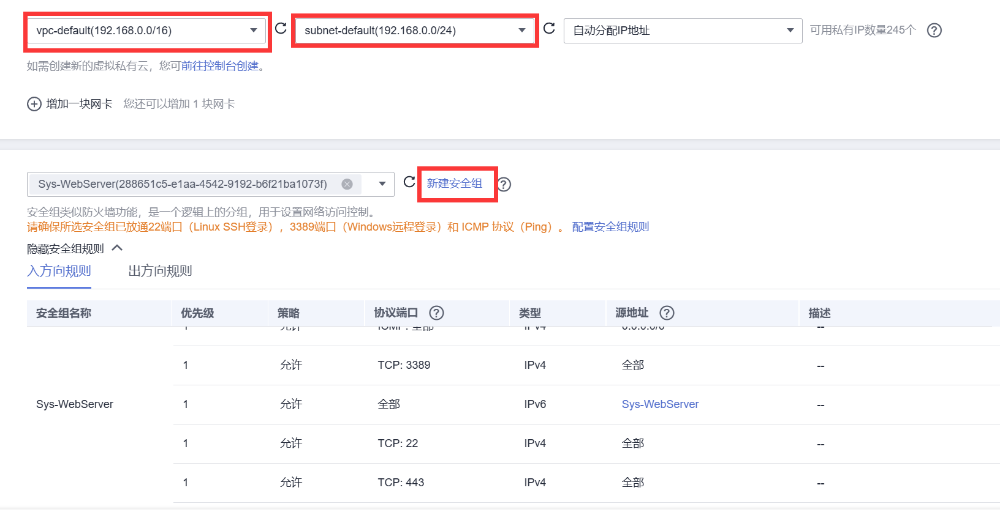 vpc-default(192.168.0.0/16) subnet-default(192.168.0.0/24) 自动分配IP地址 可用私有IP数量245个 ?
如需创建新的虚拟私有云，您可前往控制台创建。
增加一块网卡 您还可以增加 1 块网卡
Sys-WebServer(288651c5-e1aa-4542-9192-b6f21ba1073f) 新建安全组 ?
安全组类似防火墙功能，是一个逻辑上的分组，用于设置网络访问控制。
请确保所选安全组已放通22端口（Linux SSH登录），3389端口（Windows远程登录）和 ICMP 协议（Ping）。 配置安全组规则
隐藏安全组规则
入方向规则 出方向规则
安全组名称 优先级 策略 协议端口 ? 类型 源地址 ? 描述
1 允许 ICMP: 全部 IPv4 0.0.0.0/0 --
1 允许 TCP: 3389 IPv4 全部 --
Sys-WebServer 1 允许 全部 IPv6 Sys-WebServer --
1 允许 TCP: 22 IPv4 全部 --
1 允许 TCP: 443 IPv4 全部 --